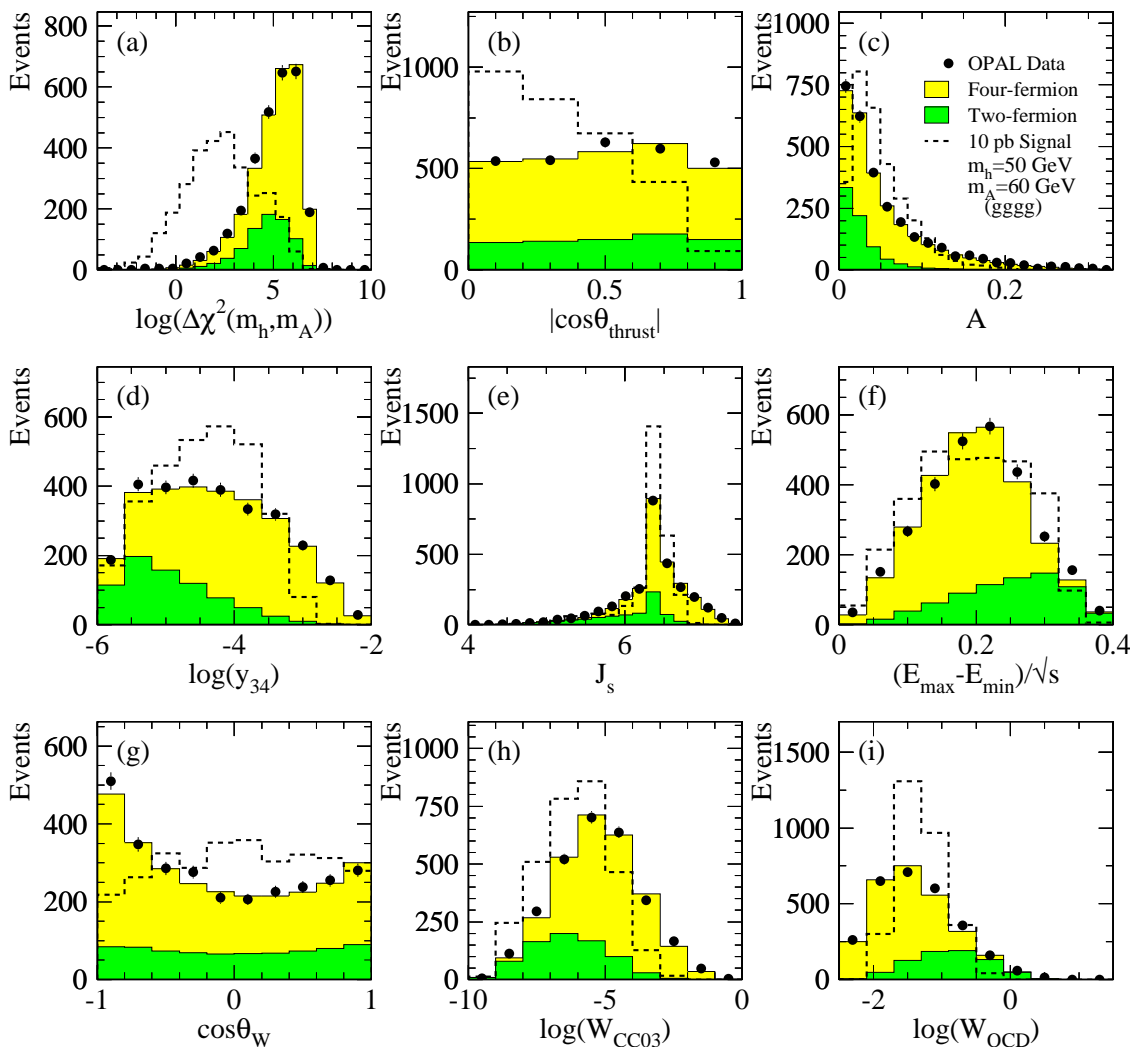 Events
(a)
800
600
400
200
0
0
5
10
log(Δχ²(m_h,m_A))
Events
(b)
1000
500
0
0
0.5
1
|cosθ_thrust|
Events
(c)
1000
750
500
250
0
0
0.2
A
OPAL Data
Four-fermion
Two-fermion
10 pb Signal
m_h=50 GeV
m_A=60 GeV
(gggg)
Events
(d)
600
400
200
0
-6
-4
-2
log(y_34)
Events
(e)
1500
1000
500
0
4
6
J_s
Events
(f)
600
400
200
0
0
0.2
0.4
(E_max-E_min)/√s
Events
(g)
600
500
400
300
200
100
0
-1
0
1
cosθ_W
Events
(h)
1000
750
500
250
0
-10
-5
0
log(W_CC03)
Events
(i)
1500
1000
500
0
-2
0
log(W_QCD)